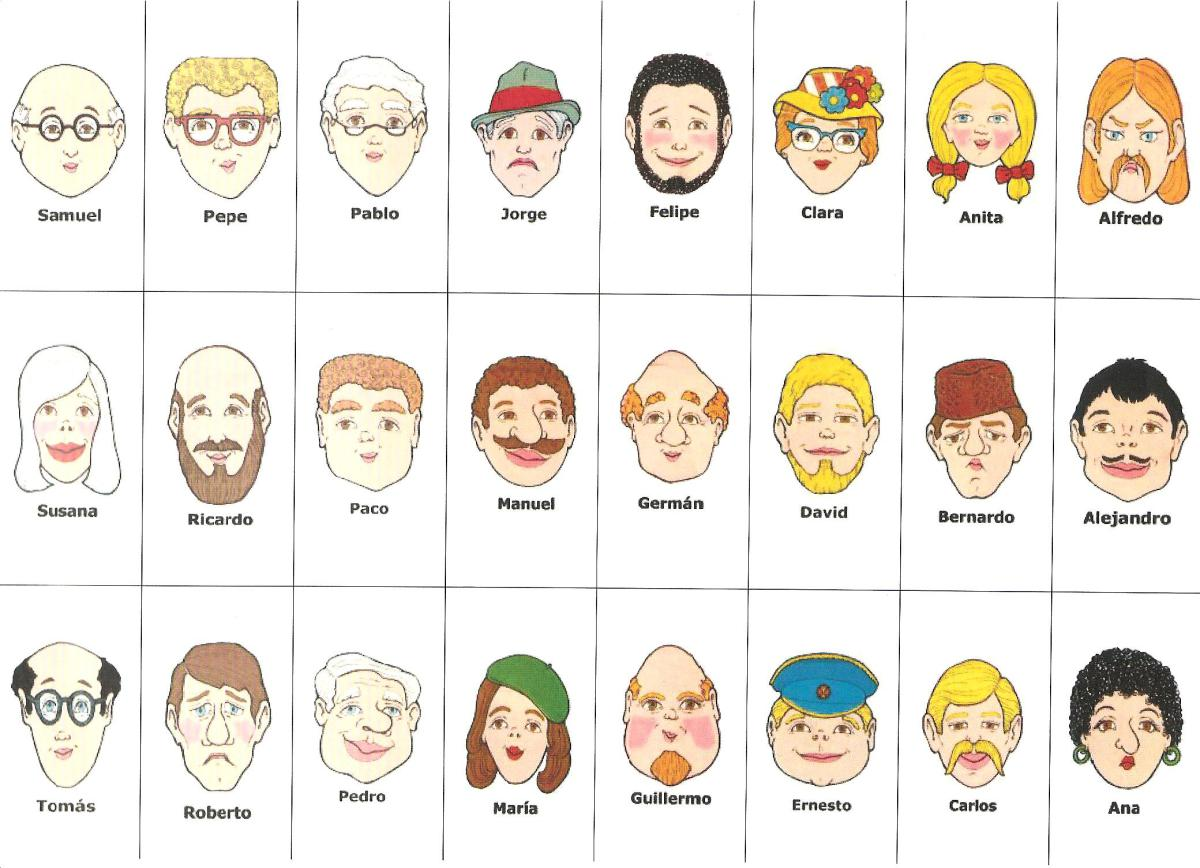 Samuel
Pepe
Pablo
Jorge
Felipe
Clara
Anita
Alfredo
Susana
Ricardo
Paco
Manuel
Germán
David
Bernardo
Alejandro
Tomás
Roberto
Pedro
María
Guillermo
Ernesto
Carlos
Ana